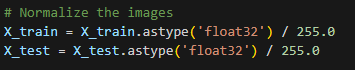 # Normalize the images
X_train = X_train.astype('float32') / 255.0
X_test = X_test.astype('float32') / 255.0